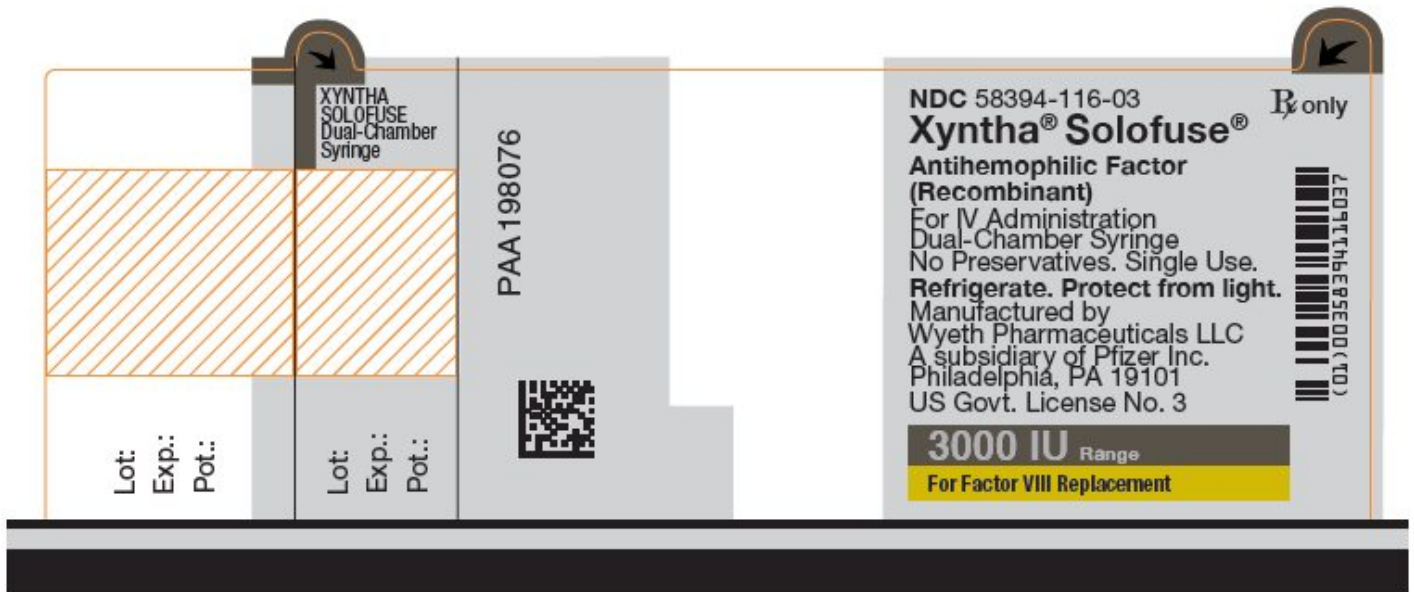 XYNTHA
SOLOFUSE
Dual-Chamber
Syringe
Lot:
Exp.:
Pot.:
Lot:
Exp.:
Pot.:
PAA198076
NDC 58394-116-03
Rx only
Xyntha® Solofuse®
Antihemophilic Factor
(Recombinant)
For IV Administration
Dual-Chamber Syringe
No Preservatives. Single Use.
Refrigerate. Protect from light.
Manufactured by
Wyeth Pharmaceuticals LLC
A subsidiary of Pfizer Inc.
Philadelphia, PA 19101
US Govt. License No. 3
(01)00358394116037
3000 IU Range
For Factor VIII Replacement